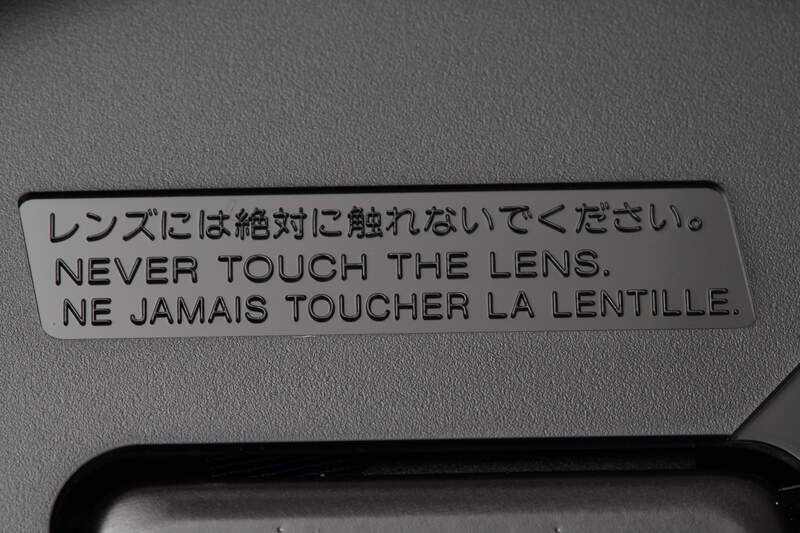 レンズには絶対に触れないでください。
NEVER TOUCH THE LENS.
NE JAMAIS TOUCHER LA LENTILLE.